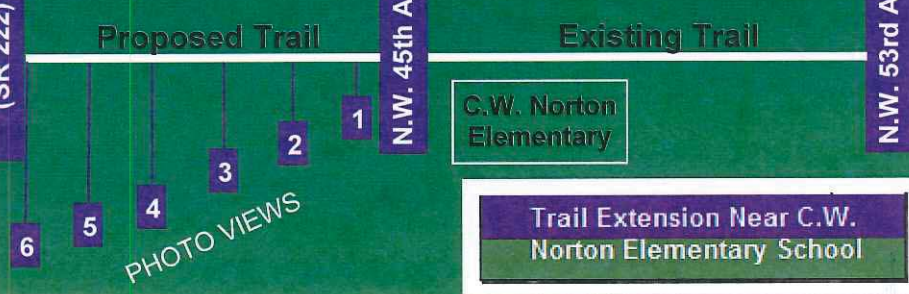 (SR 222)
Proposed Trail
N.W. 45th A
Existing Trail
N.W. 53rd A
C.W. Norton
Elementary
1
2
3
4
5
6
PHOTO VIEWS
Trail Extension Near C.W.
Norton Elementary School